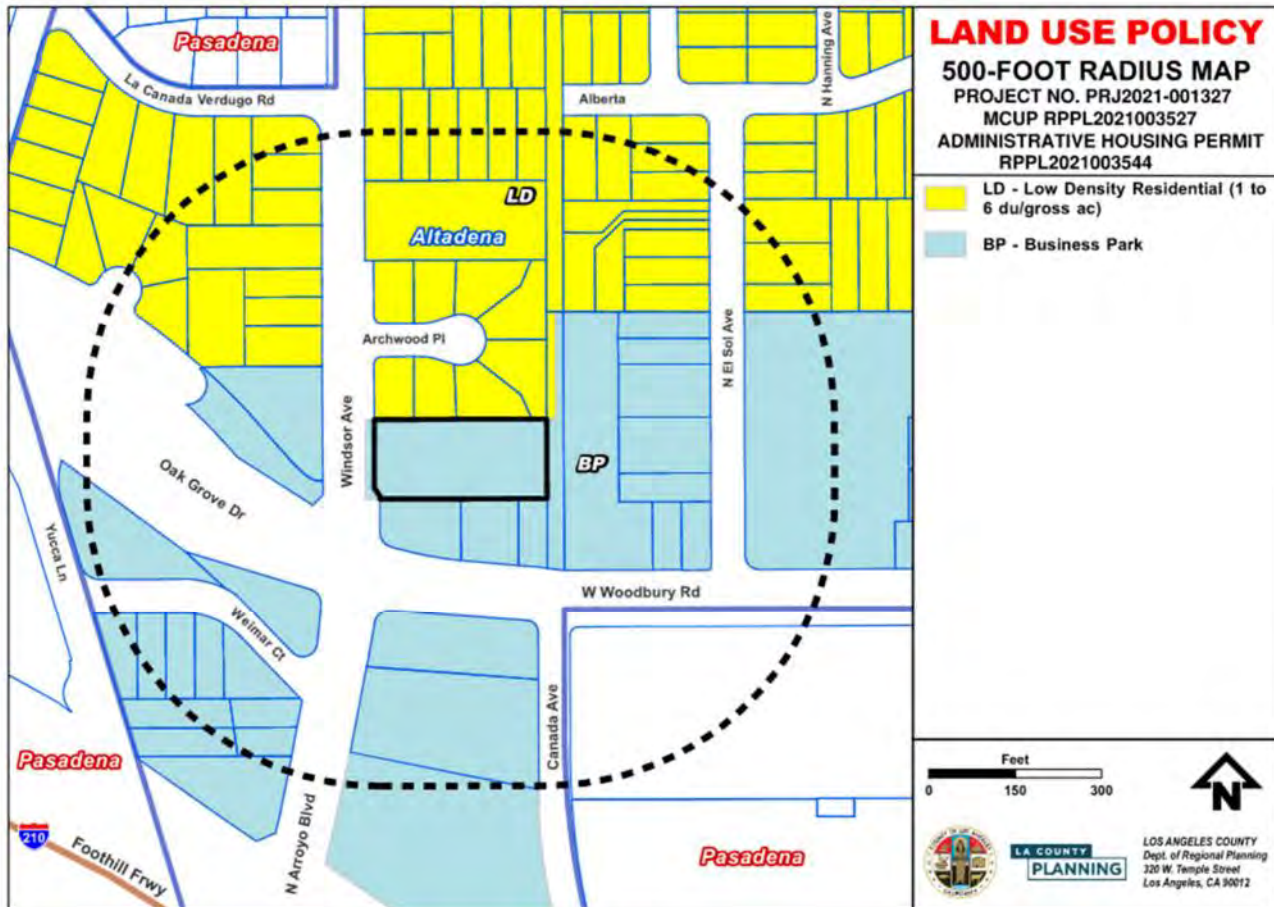 LAND USE POLICY
500-FOOT RADIUS MAP
PROJECT NO. PRJ2021-001327
MCUP RPPL2021003527
ADMINISTRATIVE HOUSING PERMIT
RPPL2021003544
LD - Low Density Residential (1 to
6 du/gross ac)
BP - Business Park
Pasadena
La Canada Verdugo Rd
Alberta
N Hanning Ave
LD
Altadena
Archwood Pl
N El Sol Ave
Windsor Ave
BP
Oak Grove Dr
Yucca Ln
W Woodbury Rd
Weimar Ct
Canada Ave
Pasadena
N Arroyo Blvd
210
Foothill Frwy
Pasadena
Feet
0 150 300
N
LA COUNTY
PLANNING
LOS ANGELES COUNTY
Dept. of Regional Planning
320 W. Temple Street
Los Angeles, CA 90012